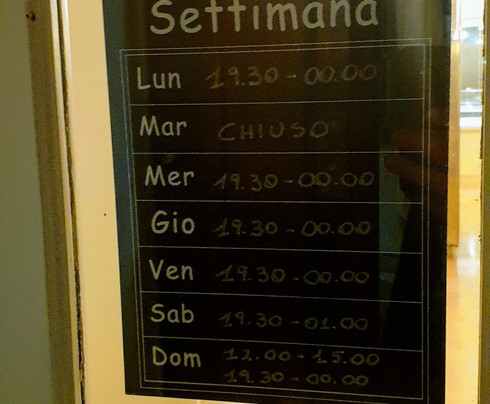 Settimana
Lun 19.30-00.00
Mar CHIUSO
Mer 19.30-00.00
Gio 19.30-00.00
Ven 19.30-00.00
Sab 19.30-01.00
Dom 12.00-15.00
19.30-00.00